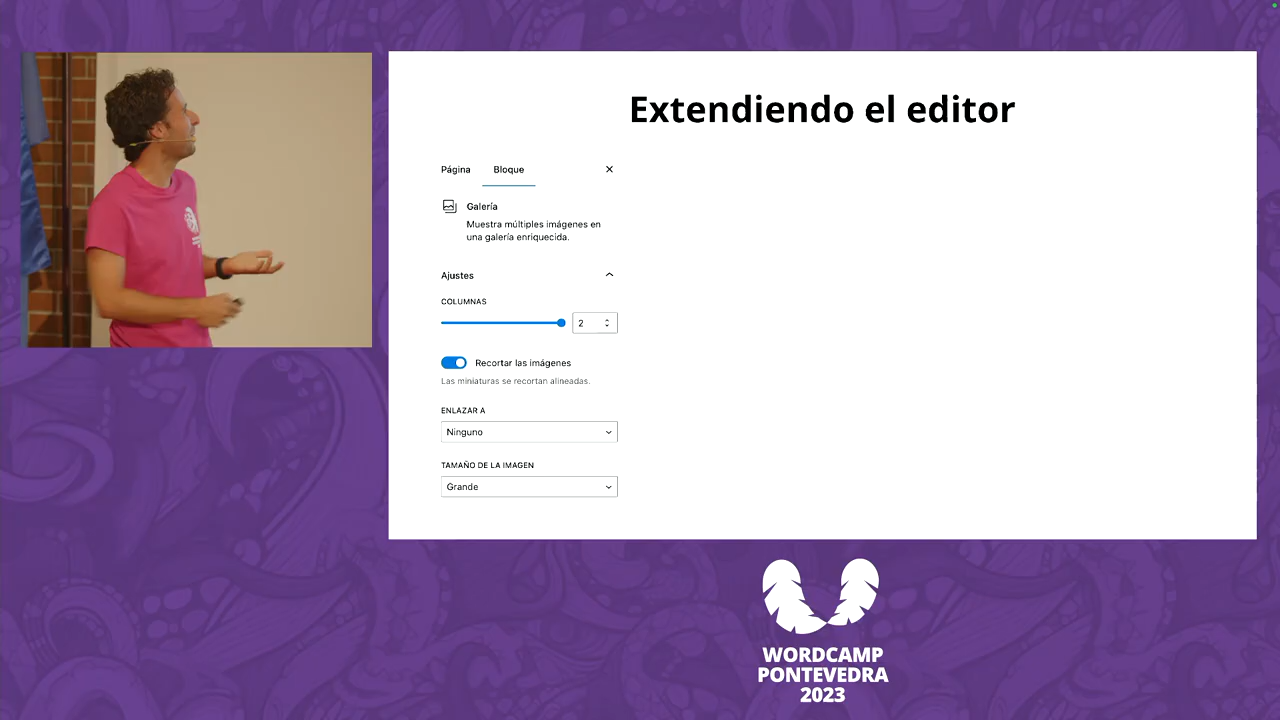 Extendiendo el editor
Página Bloque
Galería
Muestra múltiples imágenes en
una galería enriquecida.
Ajustes
COLUMNAS
2
Recortar las imágenes
Las miniaturas se recortan alineadas.
ENLAZAR A
Ninguno
TAMAÑO DE LA IMAGEN
Grande
WORDCAMP
PONTEVEDRA
2023